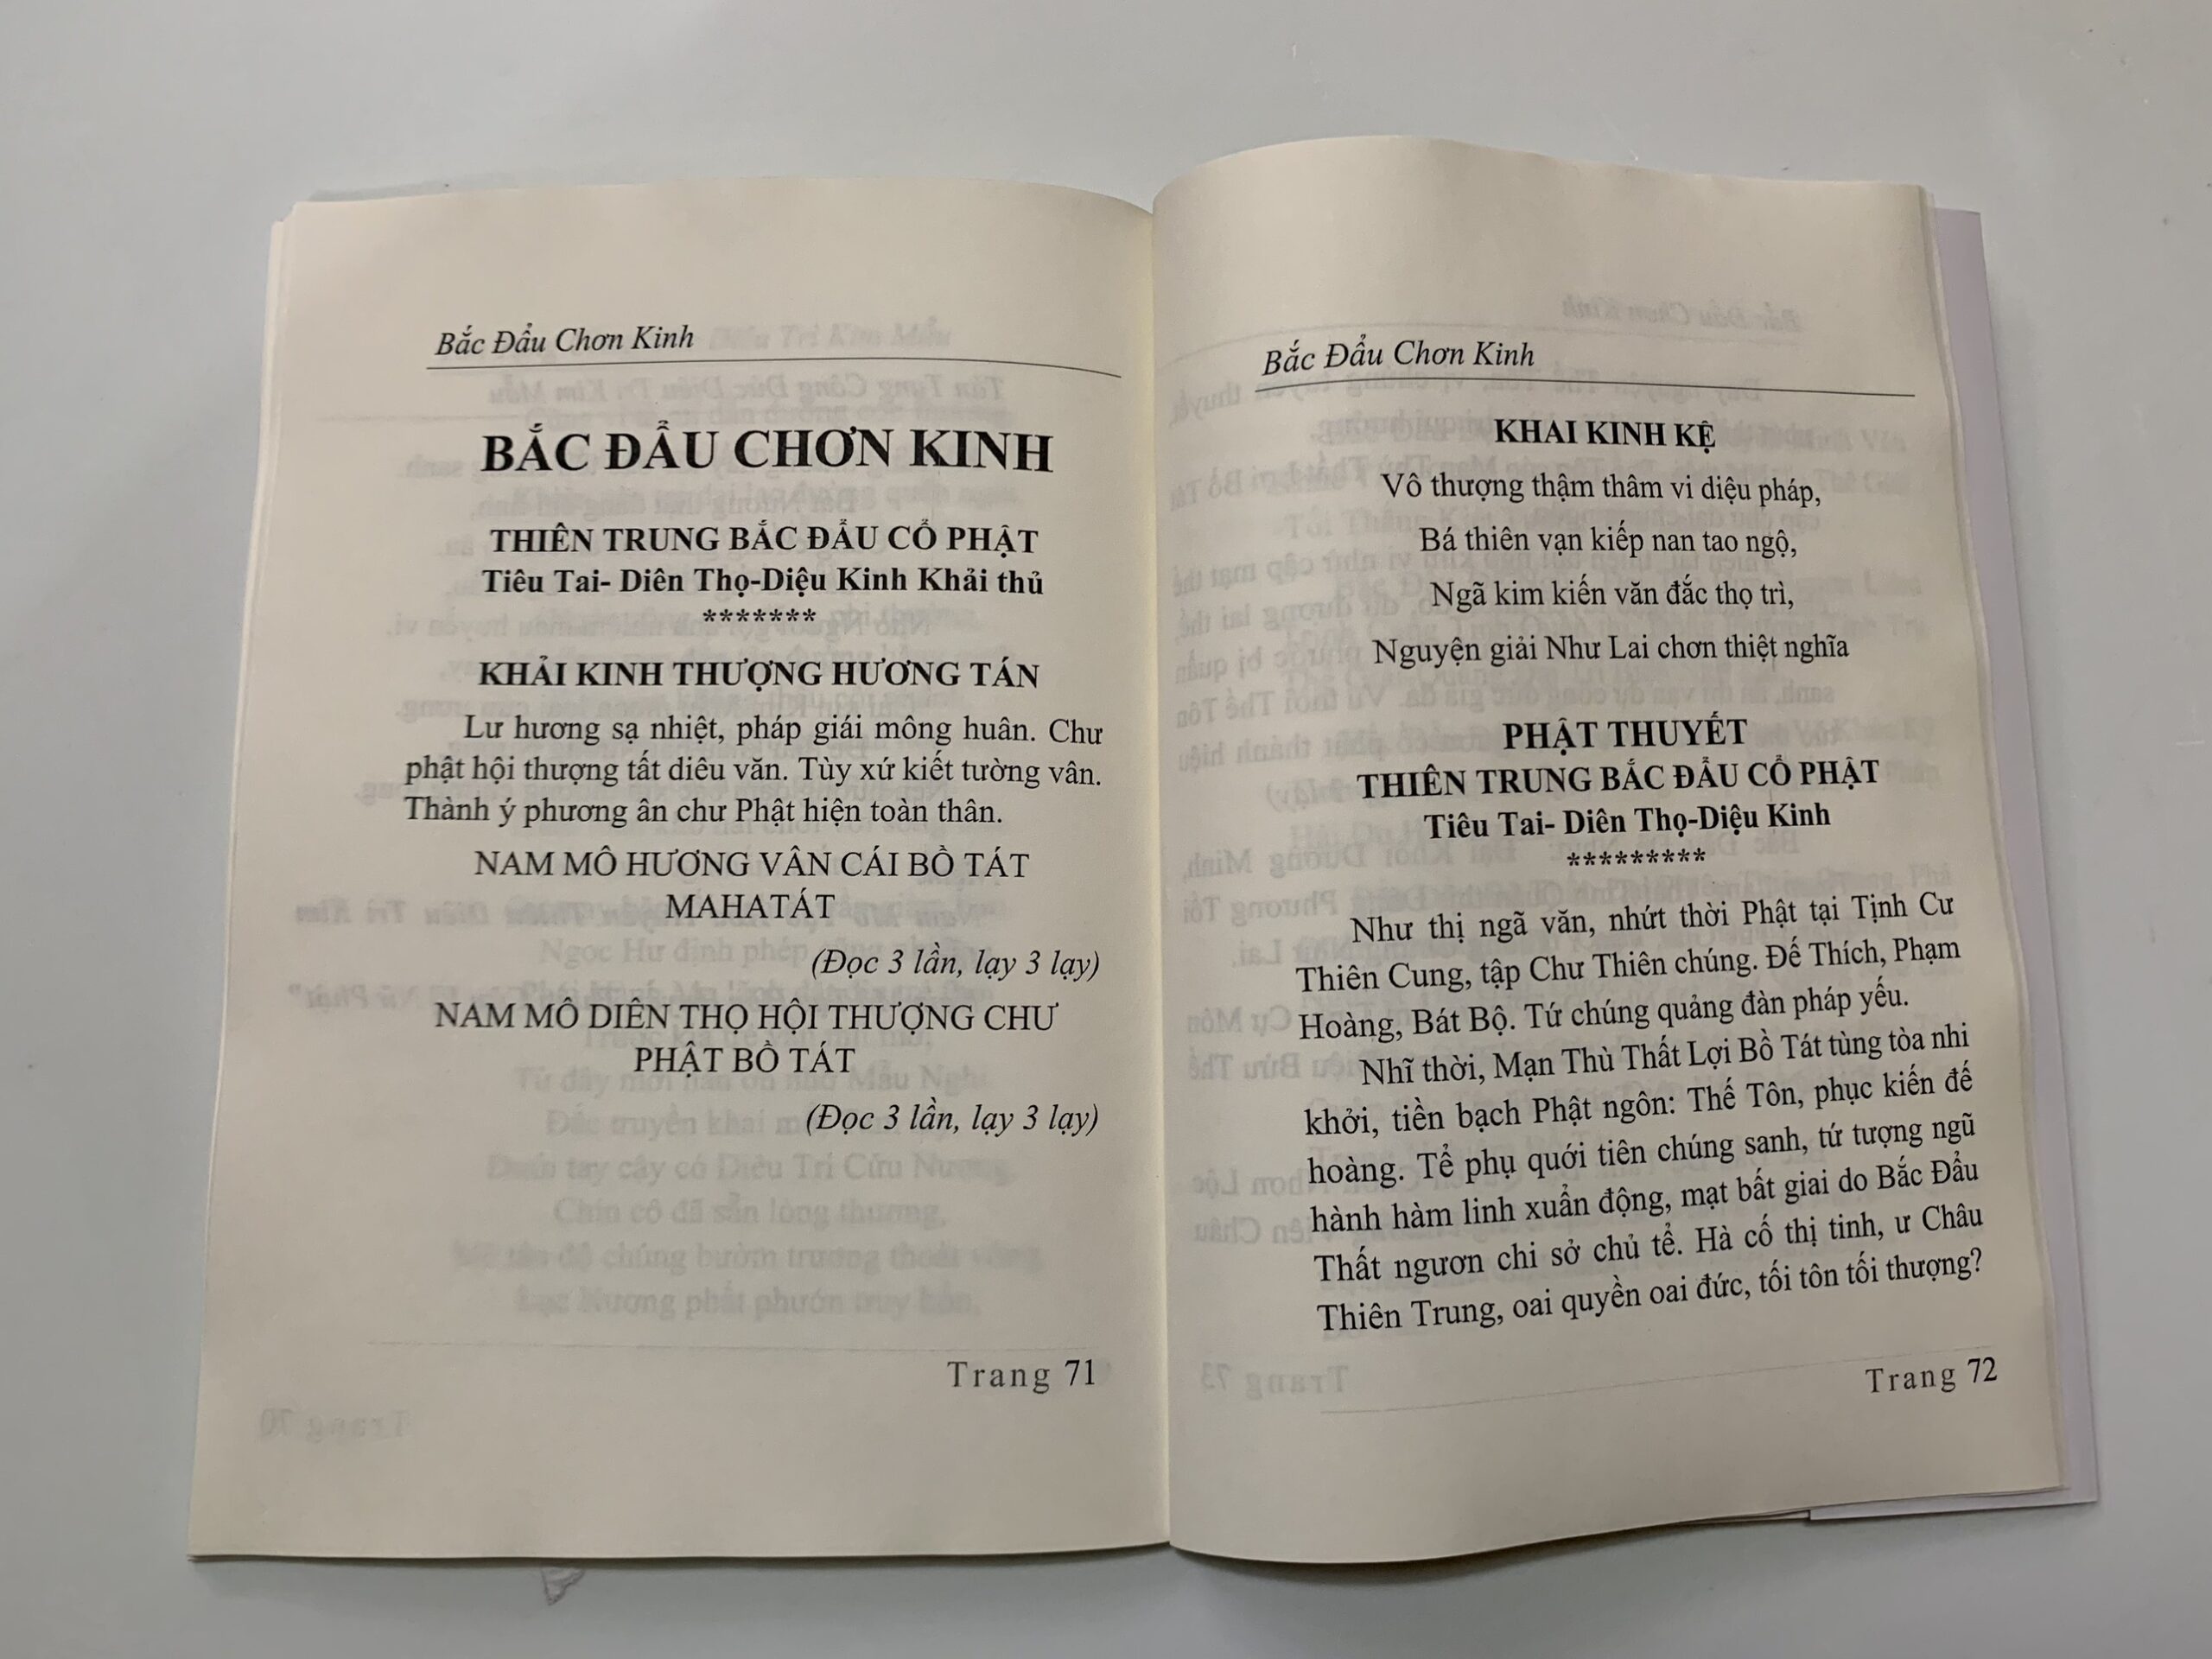 Bắc Đẩu Chơn Kinh
BẮC ĐẨU CHƠN KINH
THIÊN TRUNG BẮC ĐẨU CỔ PHẬT
Tiêu Tai- Diên Thọ-Diệu Kinh Khải thủ
*******
KHẢI KINH THƯỢNG HƯƠNG TÁN
Lư hương sạ nhiệt, pháp giái mông huân. Chư
phật hội thượng tất diêu văn. Tùy xứ kiết tường vân.
Thành ý phương ân chư Phật hiện toàn thân.
NAM MÔ HƯƠNG VÂN CÁI BỒ TÁT
MAHATÁT
(Đọc 3 lần, lạy 3 lạy)
NAM MÔ DIÊN THỌ HỘI THƯỢNG CHƯ
PHẬT BỒ TÁT
(Đọc 3 lần, lạy 3 lạy)
Trang 71
Bắc Đẩu Chơn Kinh
KHAI KINH KỆ
Vô thượng thậm thâm vi diệu pháp,
Bá thiên vạn kiếp nan tao ngộ,
Ngã kim kiến văn đắc thọ trì,
Nguyện giải Như Lai chơn thiệt nghĩa
PHẬT THUYẾT
THIÊN TRUNG BẮC ĐẨU CỔ PHẬT
Tiêu Tai- Diên Thọ-Diệu Kinh
*********
Như thị ngã văn, nhứt thời Phật tại Tịnh Cư
Thiên Cung, tập Chư Thiên chúng. Đế Thích, Phạm
Hoàng, Bát Bộ. Tứ chúng quảng đàn pháp yếu.
Nhĩ thời, Mạn Thù Thất Lợi Bồ Tát tùng tòa nhi
khởi, tiền bạch Phật ngôn: Thế Tôn, phục kiến đế
hoàng. Tể phụ quới tiên chúng sanh, tứ tượng ngũ
hành hàm linh xuẩn động, mạt bất giai do Bắc Đẩu
Thất ngươn chi sở chủ tể. Hà cố thị tinh, ư Châu
Thiên Trung, oai quyền oai đức, tối tôn tối thượng?
Trang 72